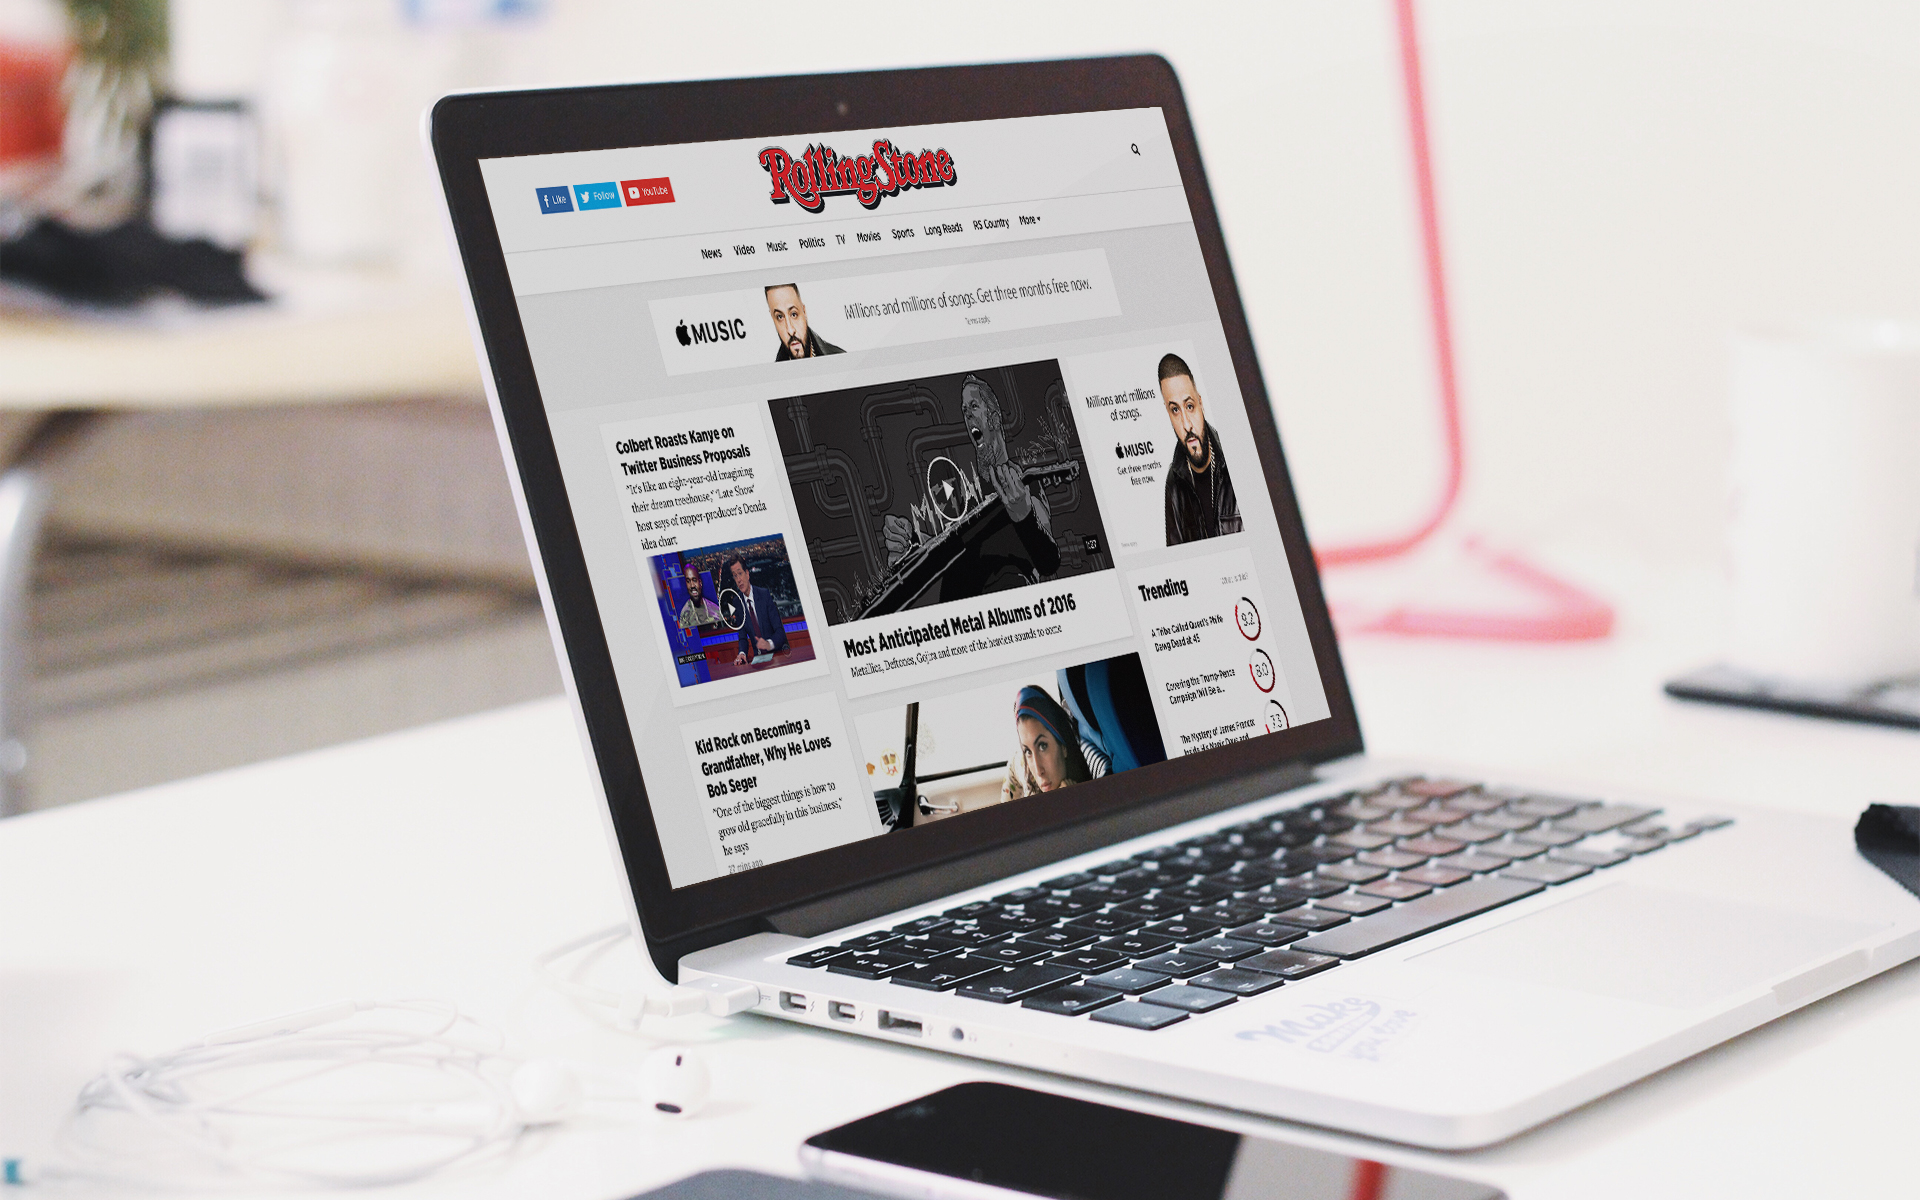 RollingStone
Like
Follow
YouTube
News Video Music Politics TV Movies Sports Long Reads RS Country More
MUSIC
Millions and millions of songs. Get three months free now.
Terms apply.
Colbert Roasts Kanye on
Twitter Business Proposals
"It's like an eight-year-old imagining
their dream treehouse," 'Late Show'
host says of rapper-producer's Donda
idea chart
Kid Rock on Becoming a
Grandfather, Why He Loves
Bob Seger
"One of the biggest things is how to
grow old gracefully in this business,"
he says
22 mins ago
Most Anticipated Metal Albums of 2016
Metallica, Deftones, Gojira and more of the heaviest sounds to come
Millions and millions
of songs.
MUSIC
Get three months
free now.
Trending
A Tribe Called Quest's Phife
Dawg Dead at 45
9.2
Covering the Trump-Pence
Campaign Will Be a...
8.0
The Mystery of James Franco:
7.3
Make
you love